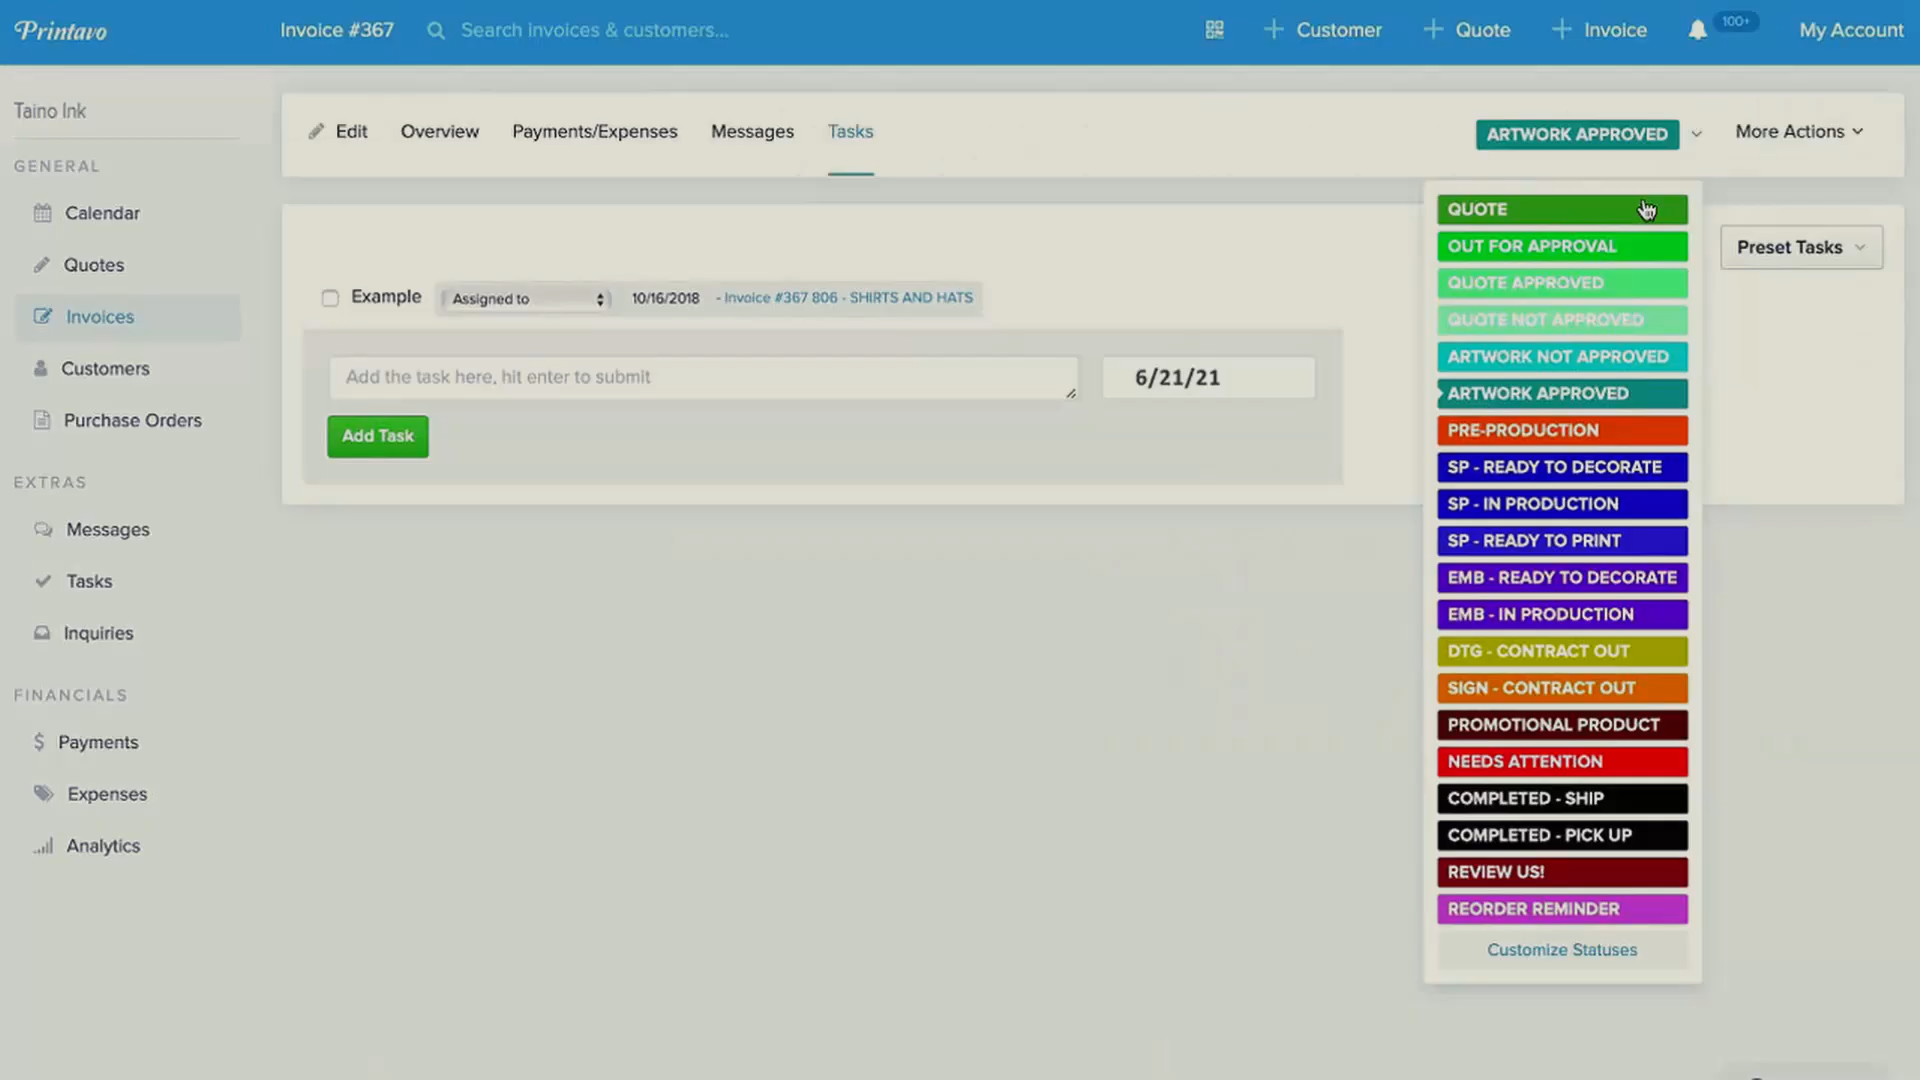 Printavo
Invoice #367
Search invoices & customers...
Customer
Quote
Invoice
100+
My Account
Taino Ink
GENERAL
Calendar
Quotes
Invoices
Customers
Purchase Orders
EXTRAS
Messages
Tasks
Inquiries
FINANCIALS
$ Payments
Expenses
Analytics
Edit
Overview
Payments/Expenses
Messages
Tasks
ARTWORK APPROVED
More Actions
Preset Tasks
Example
Assigned to
10/16/2018
- Invoice #367 806 - SHIRTS AND HATS
Add the task here, hit enter to submit
6/21/21
Add Task
QUOTE
OUT FOR APPROVAL
QUOTE APPROVED
QUOTE NOT APPROVED
ARTWORK NOT APPROVED
ARTWORK APPROVED
PRE-PRODUCTION
SP - READY TO DECORATE
SP - IN PRODUCTION
SP - READY TO PRINT
EMB - READY TO DECORATE
EMB - IN PRODUCTION
DTG - CONTRACT OUT
SIGN - CONTRACT OUT
PROMOTIONAL PRODUCT
NEEDS ATTENTION
COMPLETED - SHIP
COMPLETED - PICK UP
REVIEW US!
REORDER REMINDER
Customize Statuses